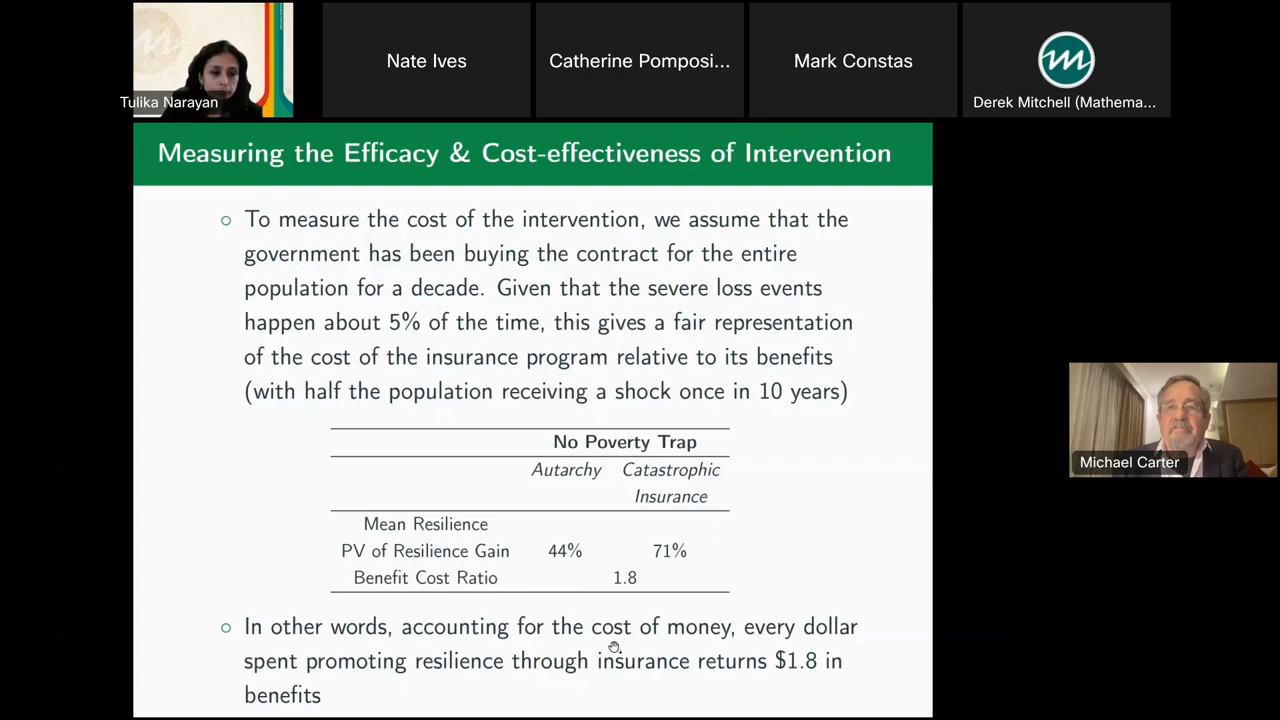 Tulika Narayan
Nate Ives
Catherine Pomposi...
Mark Constas
Derek Mitchell (Mathema...
Measuring the Efficacy & Cost-effectiveness of Intervention
To measure the cost of the intervention, we assume that the
government has been buying the contract for the entire
population for a decade. Given that the severe loss events
happen about 5% of the time, this gives a fair representation
of the cost of the insurance program relative to its benefits
(with half the population receiving a shock once in 10 years)
No Poverty Trap
Autarchy Catastrophic
Insurance
Mean Resilience
PV of Resilience Gain 44% 71%
Benefit Cost Ratio 1.8
In other words, accounting for the cost of money, every dollar
spent promoting resilience through insurance returns $1.8 in
benefits
Michael Carter